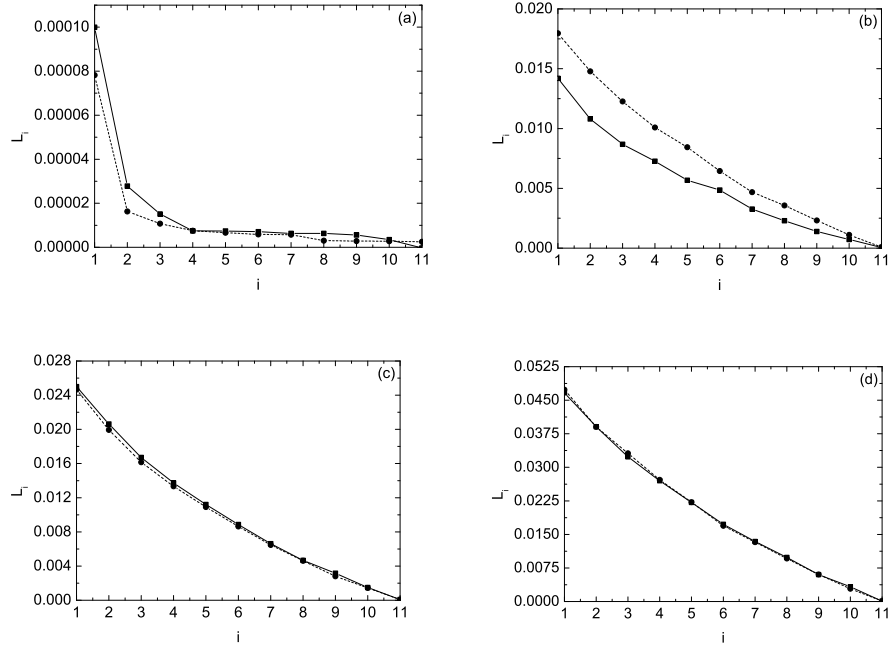 (a)
0.00010
0.00008
0.00006
0.00004
0.00002
0.00000
L_i
1 2 3 4 5 6 7 8 9 10 11
i
(b)
0.020
0.015
0.010
0.005
0.000
L_i
1 2 3 4 5 6 7 8 9 10 11
i
(c)
0.028
0.024
0.020
0.016
0.012
0.008
0.004
0.000
L_i
1 2 3 4 5 6 7 8 9 10 11
i
(d)
0.0525
0.0450
0.0375
0.0300
0.0225
0.0150
0.0075
0.0000
L_i
1 2 3 4 5 6 7 8 9 10 11
i